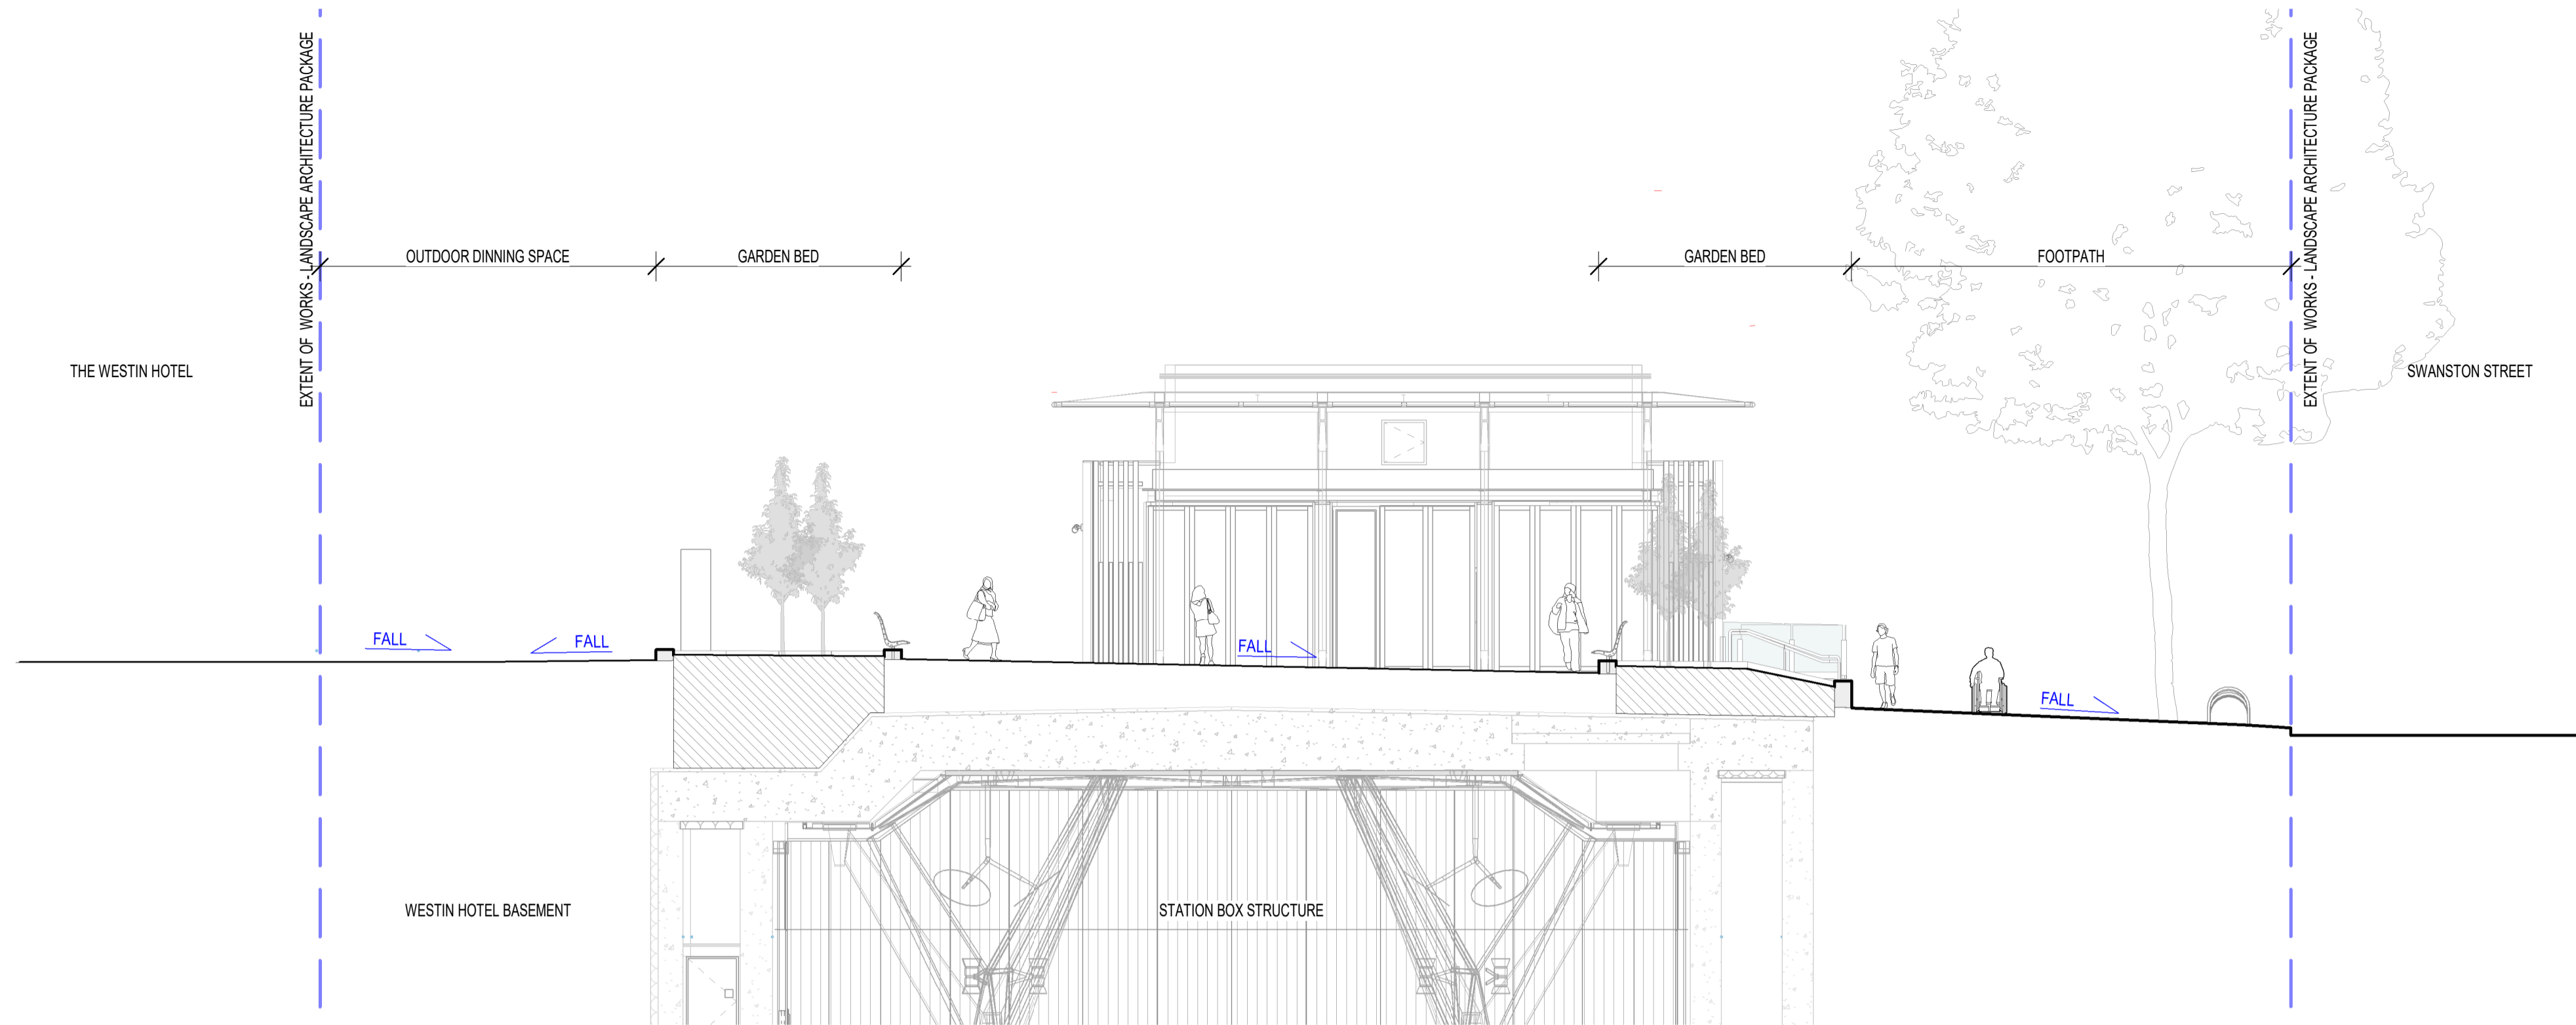 EXTENT OF WORKS - LANDSCAPE ARCHITECTURE PACKAGE
EXTENT OF WORKS - LANDSCAPE ARCHITECTURE PACKAGE
OUTDOOR DINNING SPACE
GARDEN BED
GARDEN BED
FOOTPATH
THE WESTIN HOTEL
SWANSTON STREET
FALL
FALL
FALL
FALL
WESTIN HOTEL BASEMENT
STATION BOX STRUCTURE